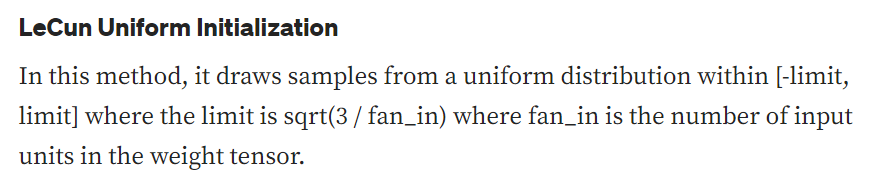 LeCun Uniform Initialization
In this method, it draws samples from a uniform distribution within [-limit,
limit] where the limit is sqrt(3 / fan_in) where fan_in is the number of input
units in the weight tensor.